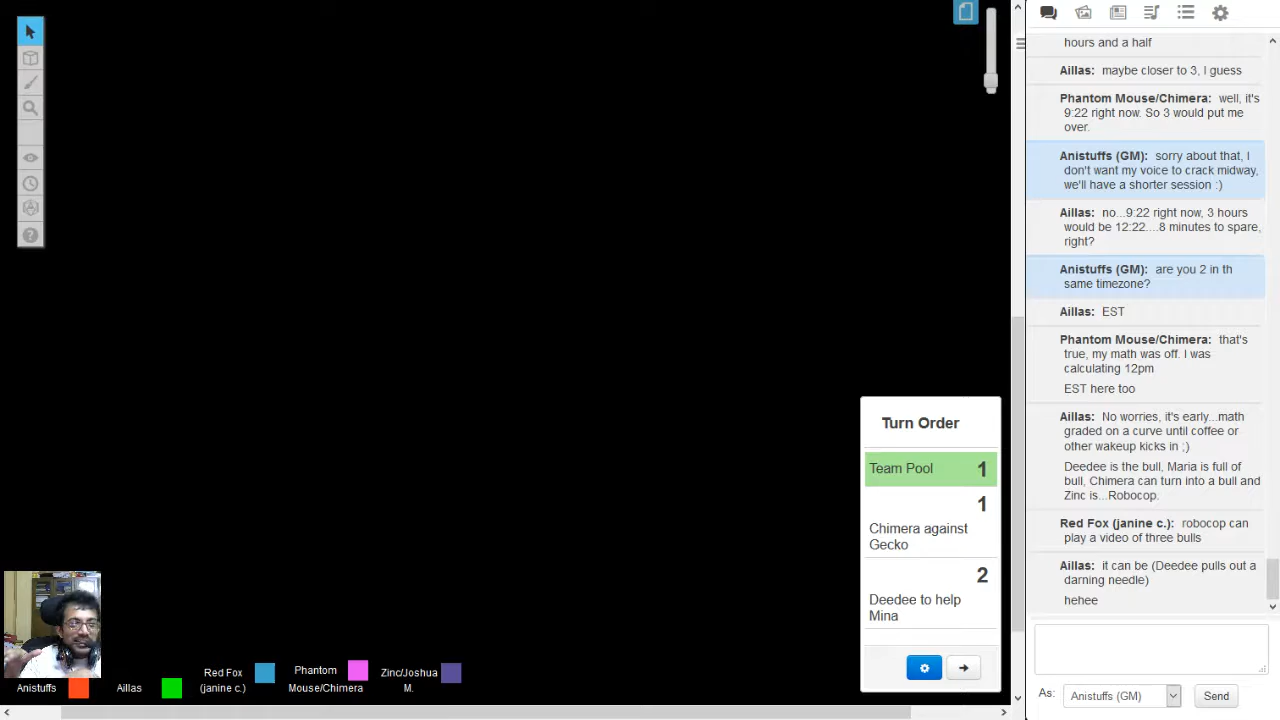 hours and a half
Aillas: maybe closer to 3, I guess
Phantom Mouse/Chimera: well, it's
9:22 right now. So 3 would put me
over.
Anistuffs (GM): sorry about that, I
don't want my voice to crack midway,
we'll have a shorter session :)
Aillas: no...9:22 right now, 3 hours
would be 12:22....8 minutes to spare,
right?
Anistuffs (GM): are you 2 in th
same timezone?
Aillas: EST
Phantom Mouse/Chimera: that's
true, my math was off. I was
calculating 12pm
EST here too
Aillas: No worries, it's early...math
graded on a curve until coffee or
other wakeup kicks in ;)
Deedee is the bull, Maria is full of
bull, Chimera can turn into a bull and
Zinc is...Robocop.
Red Fox (janine c.): robocop can
play a video of three bulls
Aillas: it can be (Deedee pulls out a
darning needle)
hehee
As:
Anistuffs (GM)
Send
Turn Order
Team Pool 1
1
Chimera against
Gecko
2
Deedee to help
Mina
Anistuffs
Aillas
Red Fox
(janine c.)
Phantom
Mouse/Chimera
Zinc/Joshua
M.